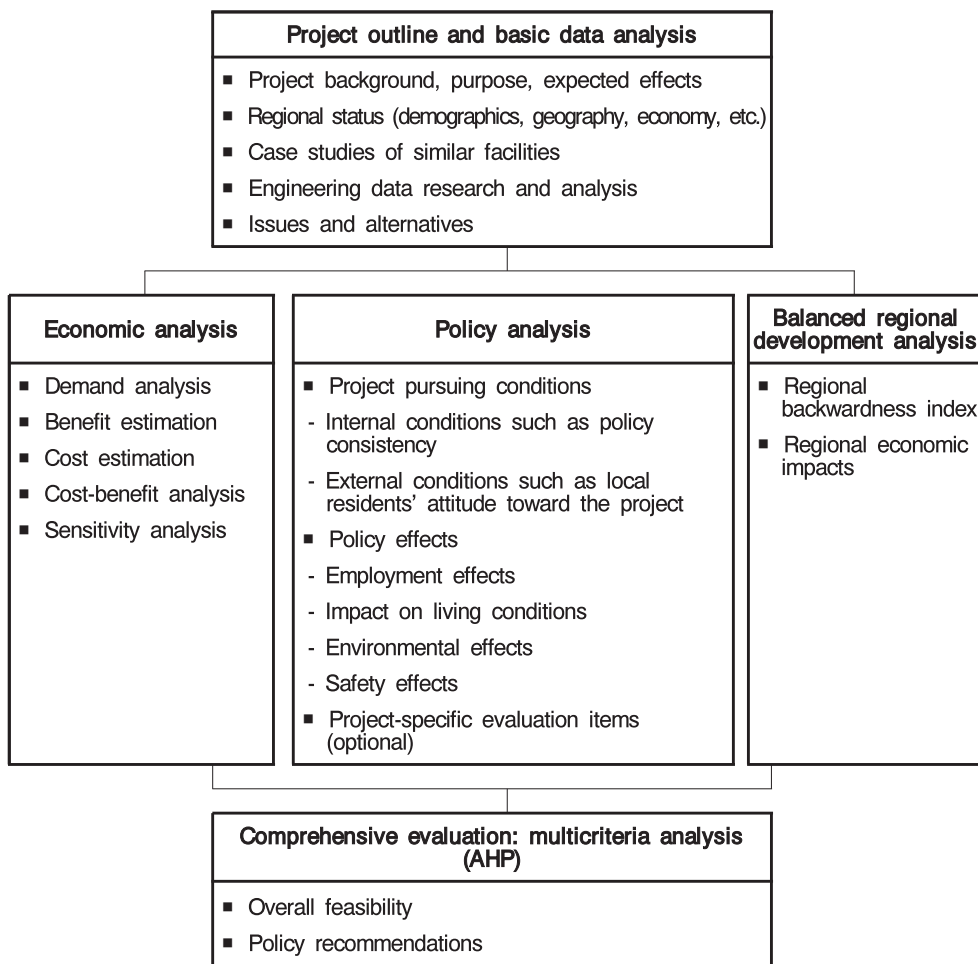 Project outline and basic data analysis
■ Project background, purpose, expected effects
■ Regional status (demographics, geography, economy, etc.)
■ Case studies of similar facilities
■ Engineering data research and analysis
■ Issues and alternatives
Economic analysis
■ Demand analysis
■ Benefit estimation
■ Cost estimation
■ Cost-benefit analysis
■ Sensitivity analysis
Policy analysis
■ Project pursuing conditions
- Internal conditions such as policy
consistency
- External conditions such as local
residents’ attitude toward the project
■ Policy effects
- Employment effects
- Impact on living conditions
- Environmental effects
- Safety effects
■ Project-specific evaluation items
(optional)
Balanced regional
development analysis
■ Regional
backwardness index
■ Regional economic
impacts
Comprehensive evaluation: multicriteria analysis
(AHP)
■ Overall feasibility
■ Policy recommendations